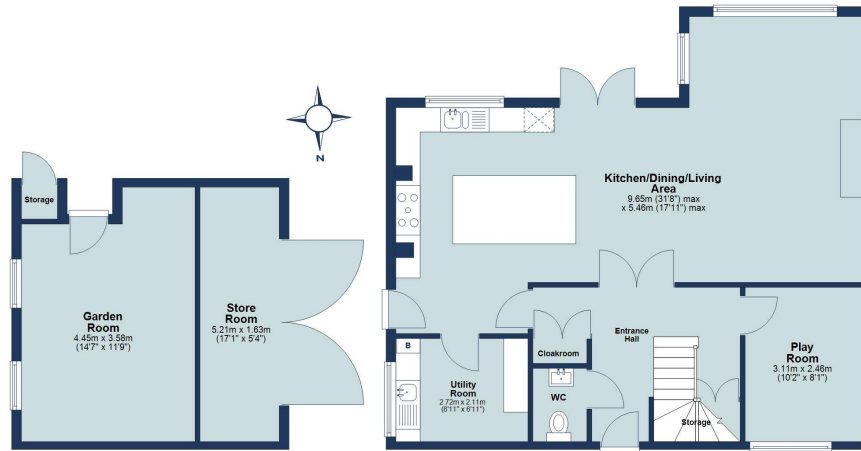 N
Storage
Garden
Room
4.45m x 3.58m
(14'7" x 11'9")
Store
Room
5.21m x 1.63m
(17'1" x 5'4")
Kitchen/Dining/Living
Area
9.65m (31'8") max
x 5.46m (17'11") max
B
Utility
Room
2.72m x 2.11m
(8'11" x 6'11")
Cloakroom
WC
Entrance
Hall
Storage
Play
Room
3.11m x 2.46m
(10'2" x 8'1")